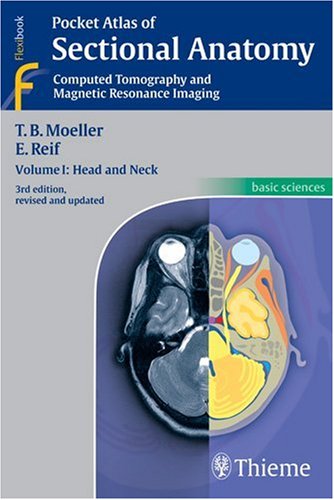 Flexibook
Pocket Atlas of
Sectional Anatomy
Computed Tomography and
Magnetic Resonance Imaging
T. B. Moeller
E. Reif
Volume I: Head and Neck
3rd edition,
revised and updated
basic sciences
Thieme